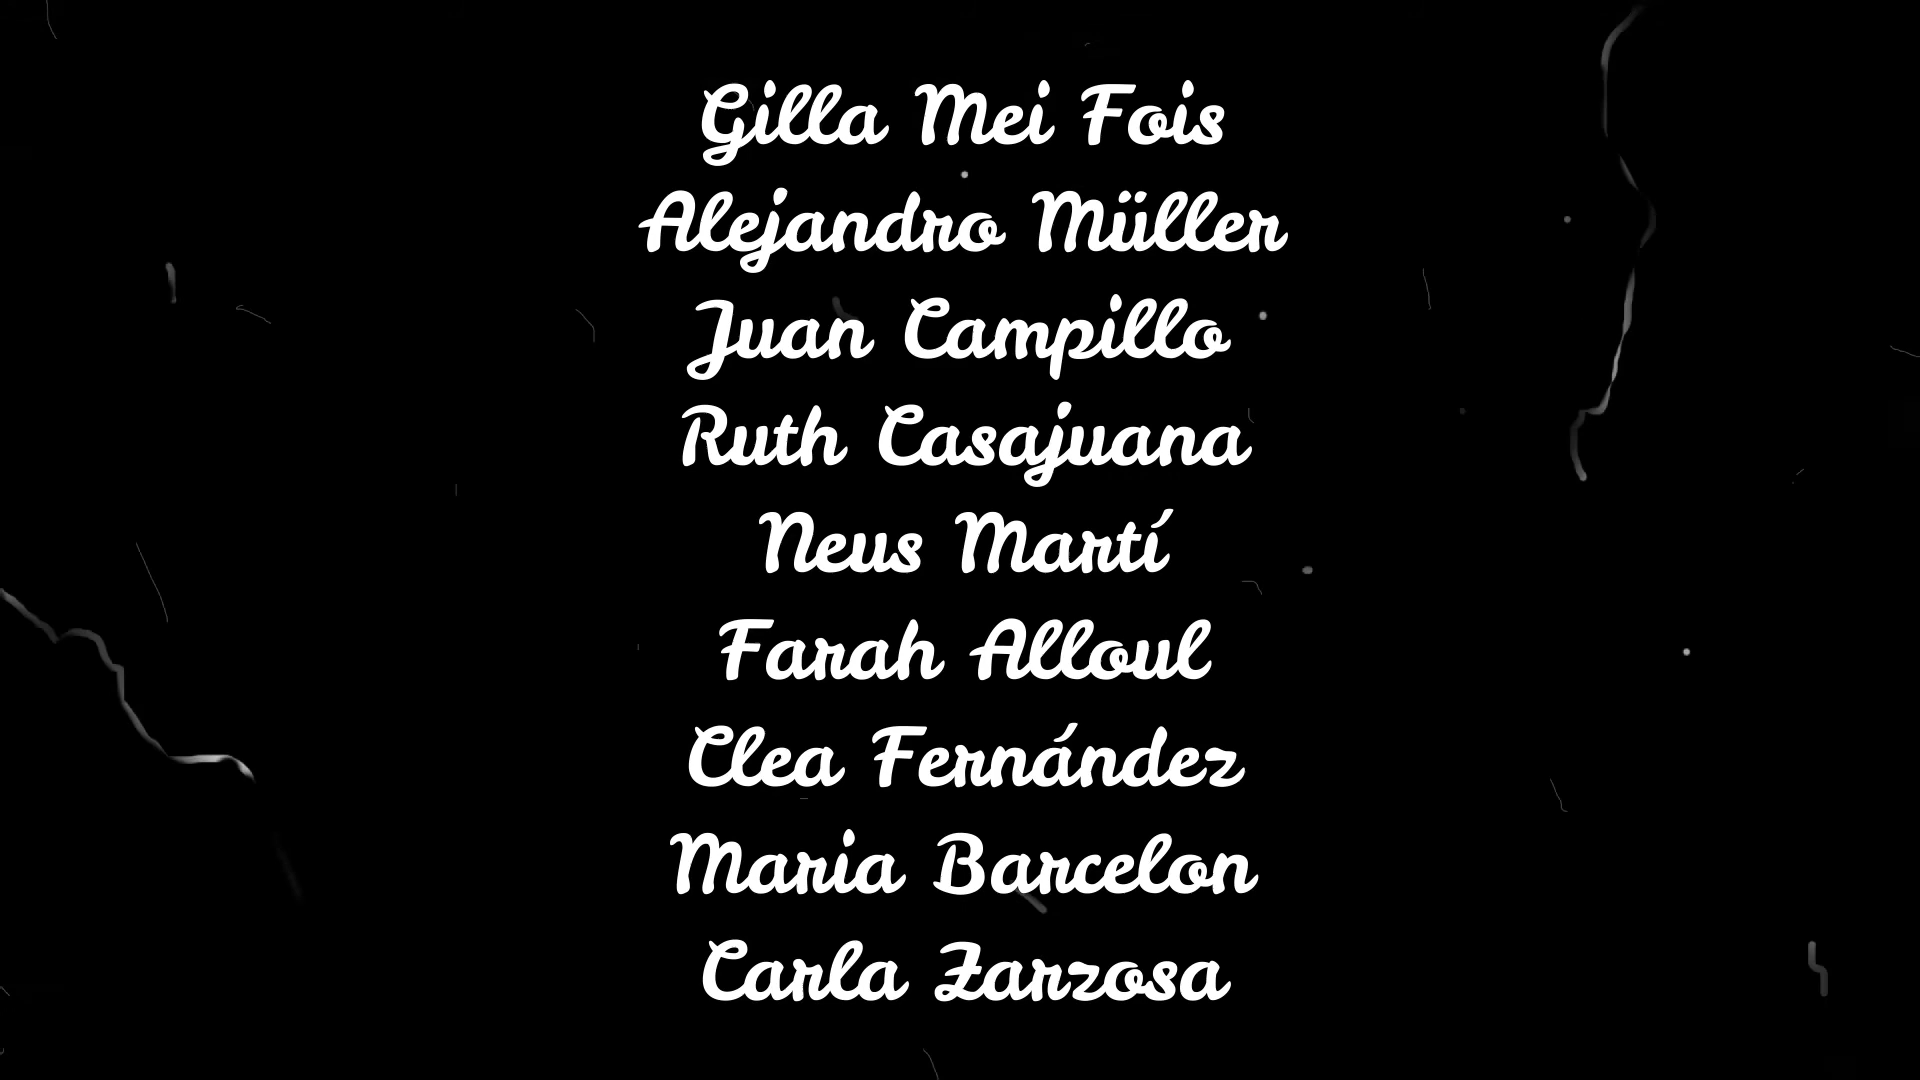 Gilla Mei Fois
Alejandro Müller
Juan Campillo
Ruth Casajuana
Neus Martí
Farah Alloul
Clea Fernández
Maria Barcelon
Carla Zarzosa